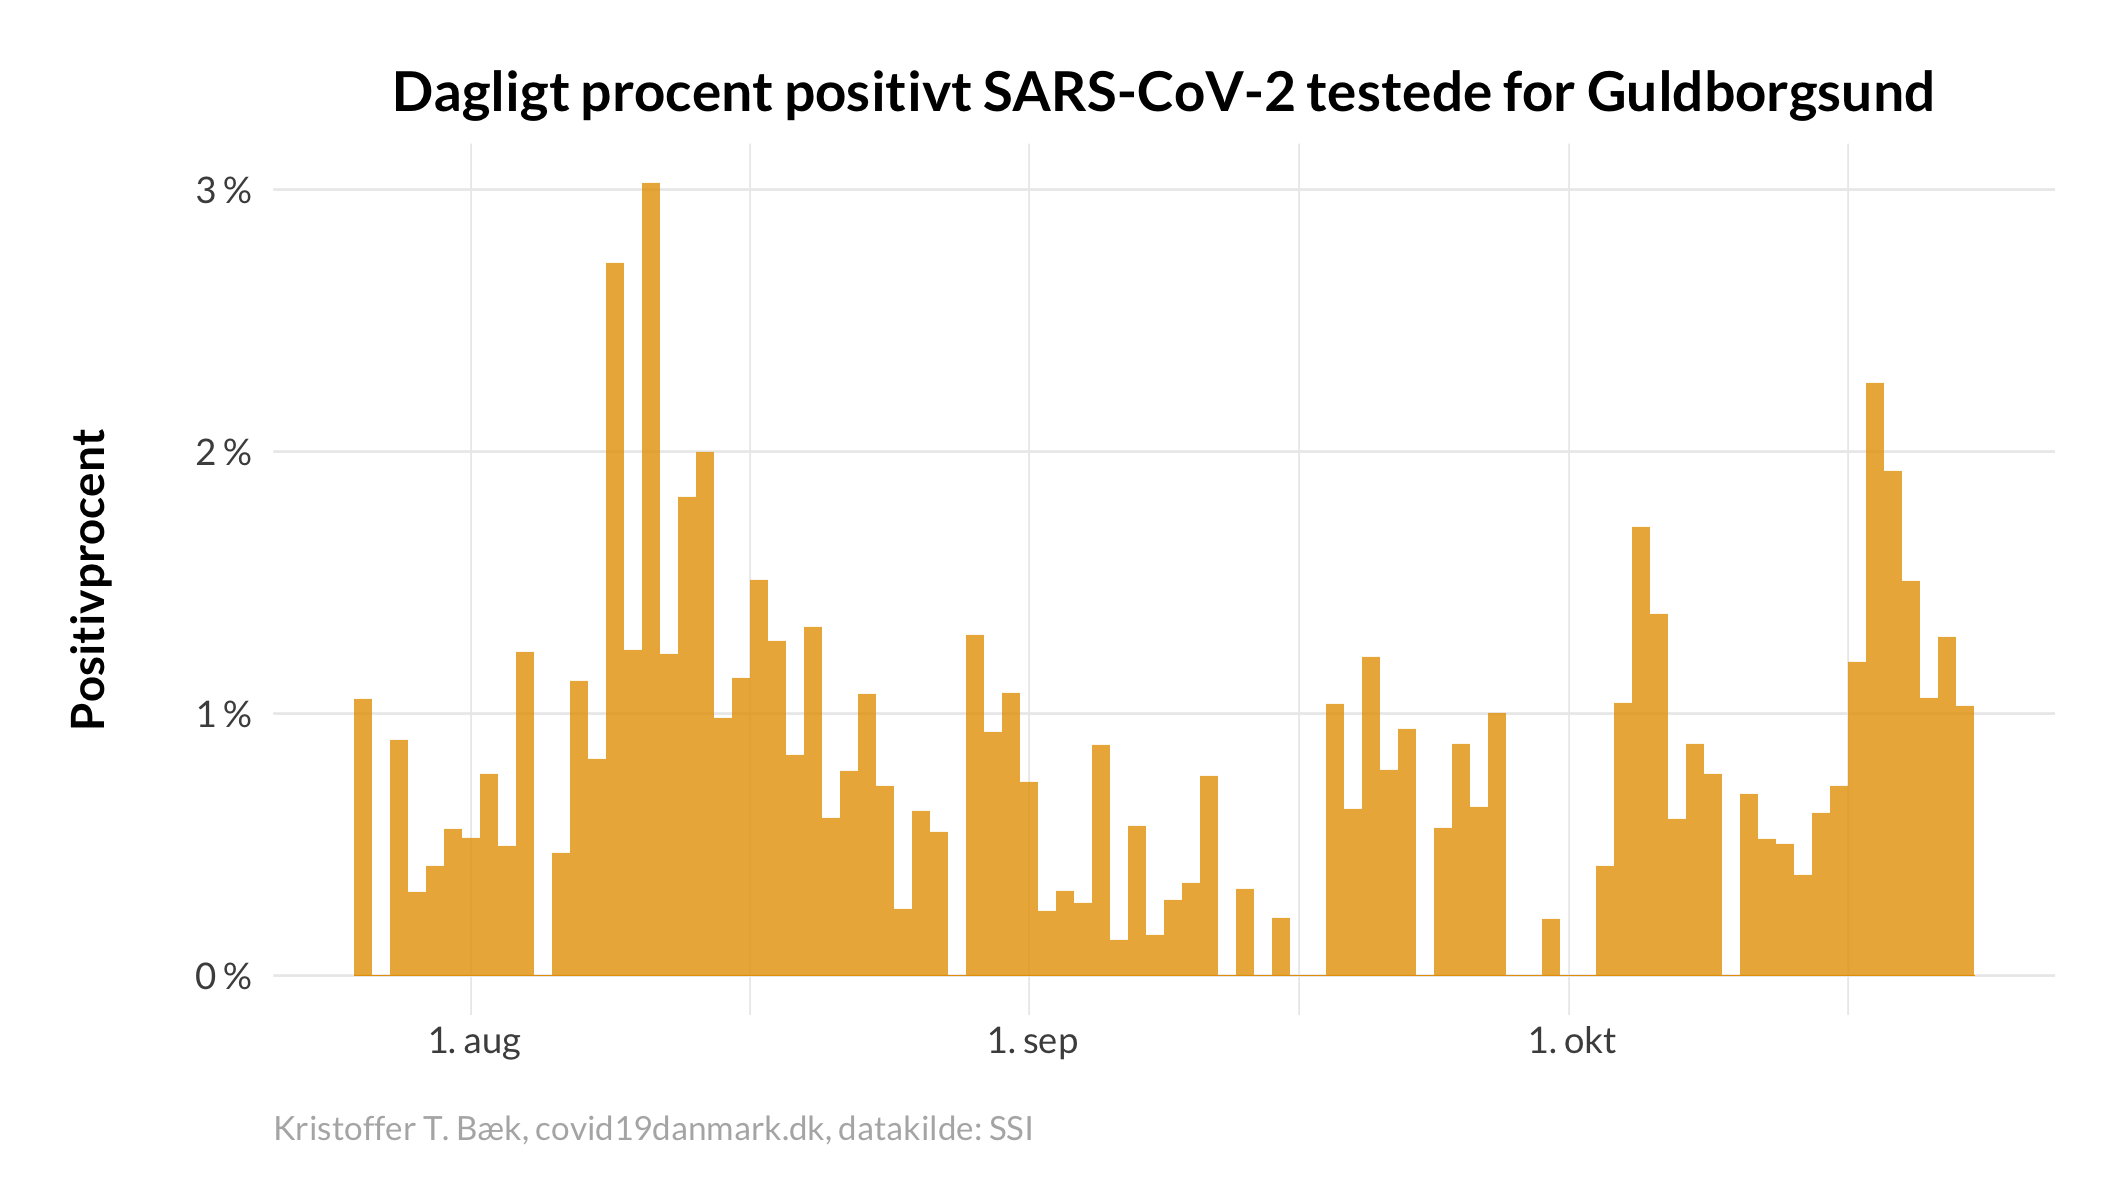 Dagligt procent positivt SARS-CoV-2 testede for Guldborgsund
Positivprocent
3 %
2 %
1 %
0 %
1. aug
1. sep
1. okt
Kristoffer T. Bæk, covid19danmark.dk, datakilde: SSI